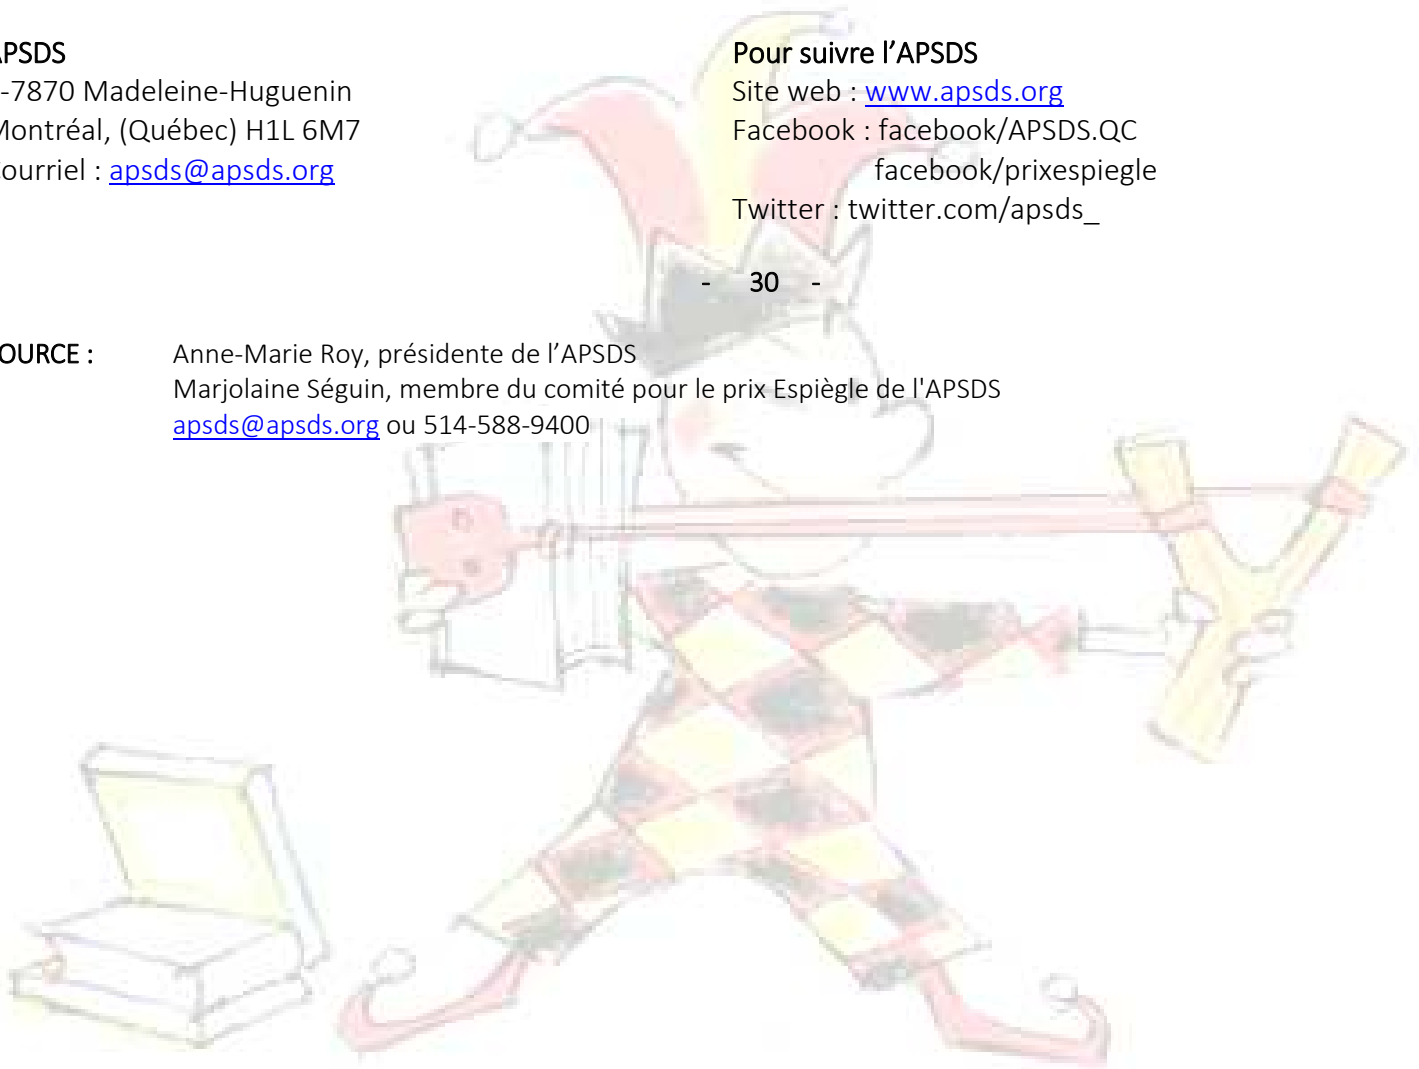 APSDS
-7870 Madeleine-Huguenin
Montréal, (Québec) H1L 6M7
Courriel : apsds@apsds.org
Pour suivre l’APSDS
Site web : www.apsds.org
Facebook : facebook/APSDS.QC
facebook/prixespiegle
Twitter : twitter.com/apsds_
- 30 -
OURCE : Anne-Marie Roy, présidente de l’APSDS
Marjolaine Séguin, membre du comité pour le prix Espiègle de l'APSDS
apsds@apsds.org ou 514-588-9400